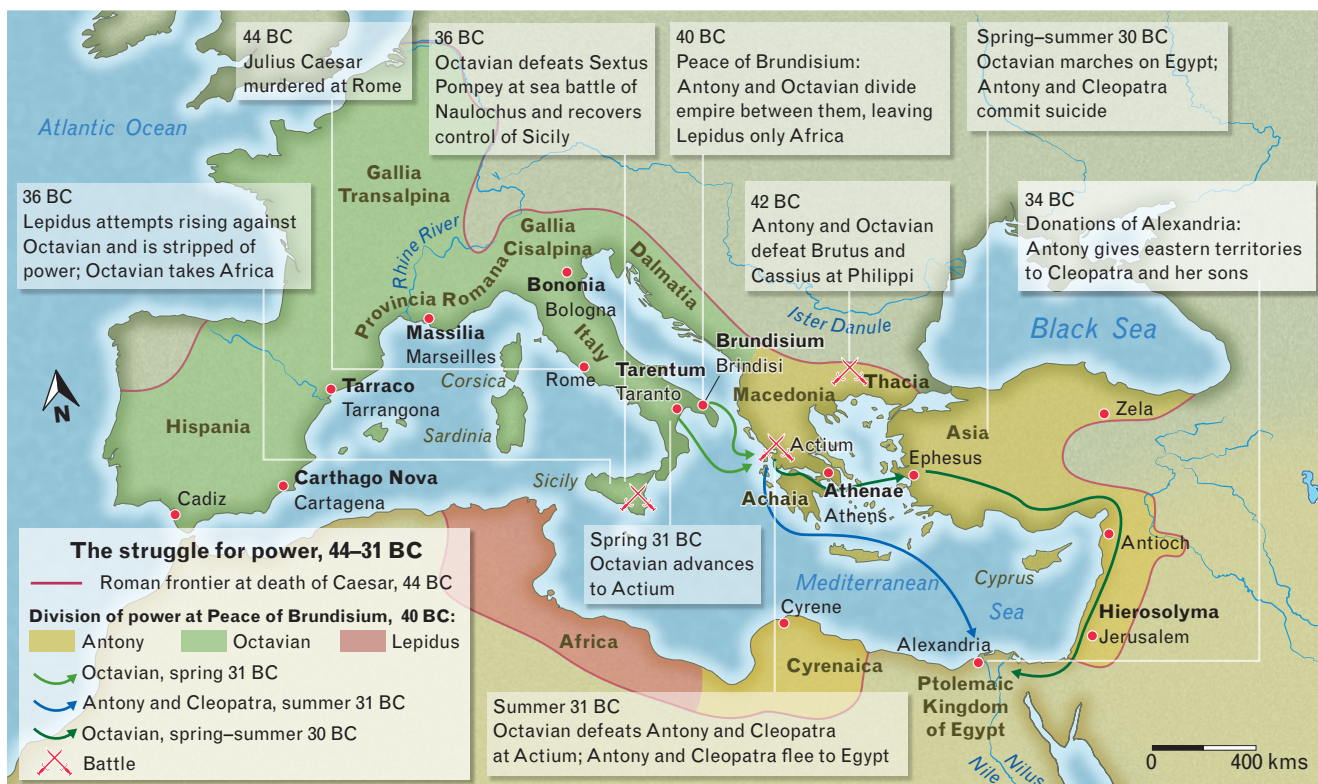 44 BC
Julius Caesar
murdered at Rome
36 BC
Octavian defeats Sextus
Pompey at sea battle of
Naulochus and recovers
control of Sicily
40 BC
Peace of Brundisium:
Antony and Octavian divide
empire between them, leaving
Lepidus only Africa
Spring–summer 30 BC
Octavian marches on Egypt;
Antony and Cleopatra
commit suicide
36 BC
Lepidus attempts rising against
Octavian and is stripped of
power; Octavian takes Africa
42 BC
Antony and Octavian
defeat Brutus and
Cassius at Philippi
34 BC
Donations of Alexandria:
Antony gives eastern territories
to Cleopatra and her sons
Atlantic Ocean
Gallia
Transalpina
Rhine River
Gallia
Cisalpina
Dalmatia
Provincia Romana
Bononia
Bologna
Italy
Ister Danule
Black Sea
Massilia
Marseilles
Corsica
Rome
Tarentum
Taranto
Brundisium
Brindisi
Macedonia
Thacia
N
Tarraco
Tarrangona
Hispania
Sardinia
Zela
Asia
Ephesus
Actium
Carthago Nova
Cartagena
Cadiz
Sicily
Achaia
Athenae
Athens
Antioch
Spring 31 BC
Octavian advances
to Actium
Mediterranean
Sea
Cyprus
Cyrene
Hierosolyma
Jerusalem
Alexandria
Africa
Cyrenaica
Ptolemaic
Kingdom
of Egypt
Nilus
Nile
Summer 31 BC
Octavian defeats Antony and Cleopatra
at Actium; Antony and Cleopatra flee to Egypt
The struggle for power, 44–31 BC
Roman frontier at death of Caesar, 44 BC
Division of power at Peace of Brundisium, 40 BC:
Antony Octavian Lepidus
Octavian, spring 31 BC
Antony and Cleopatra, summer 31 BC
Octavian, spring–summer 30 BC
Battle
0 400 kms